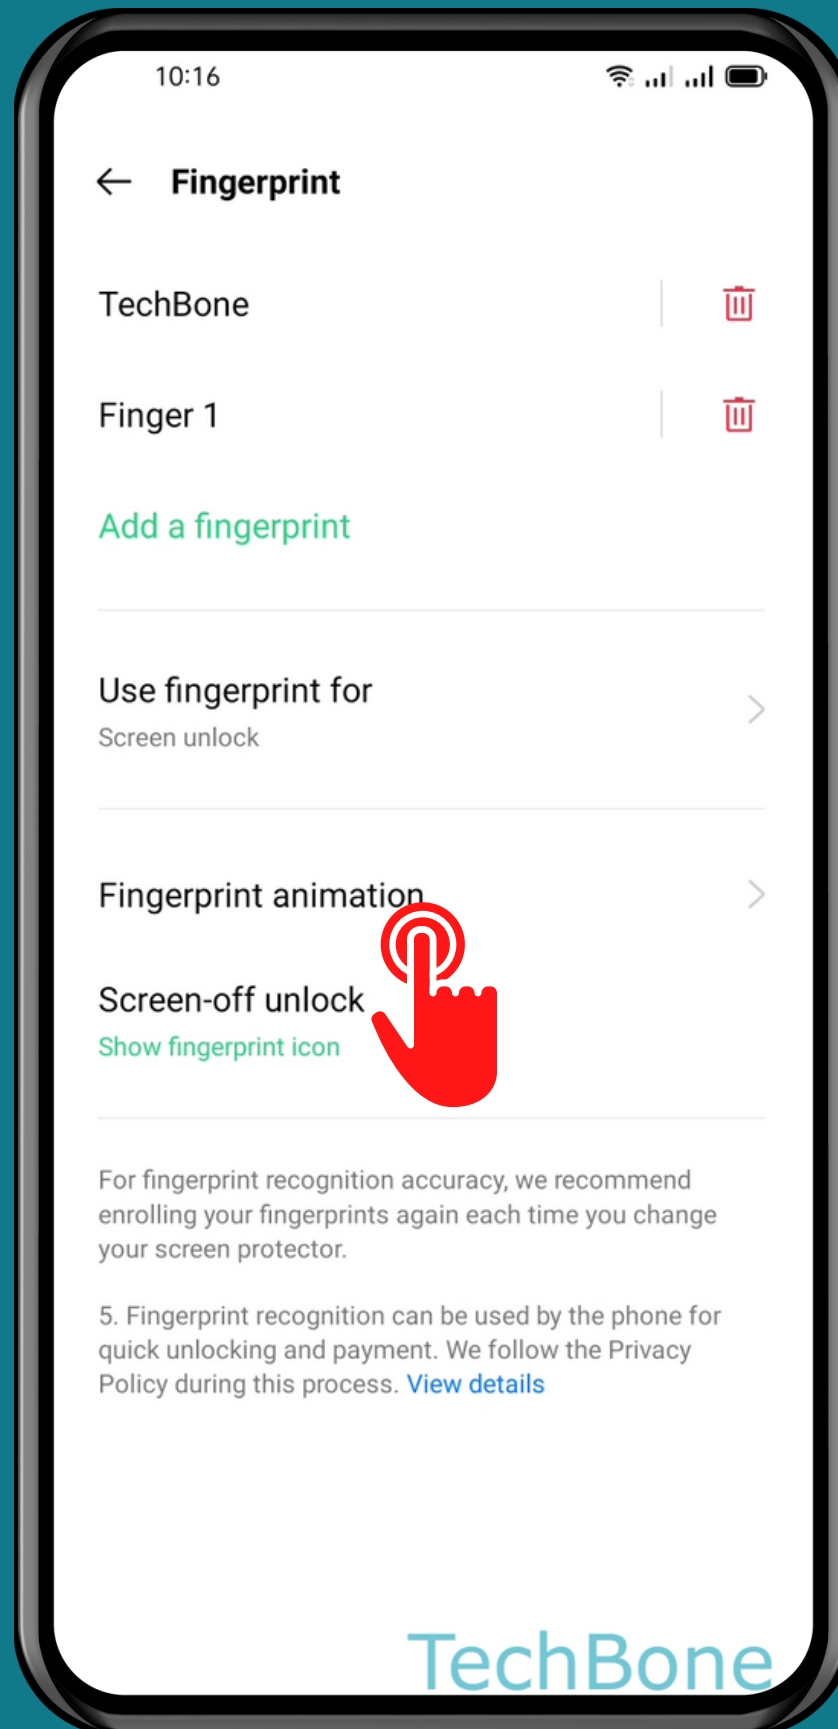 10:16
Fingerprint
TechBone
Finger 1
Add a fingerprint
Use fingerprint for
Screen unlock
Fingerprint animation
Screen-off unlock
Show fingerprint icon
For fingerprint recognition accuracy, we recommend
enrolling your fingerprints again each time you change
your screen protector.
5. Fingerprint recognition can be used by the phone for
quick unlocking and payment. We follow the Privacy
Policy during this process. View details
TechBone